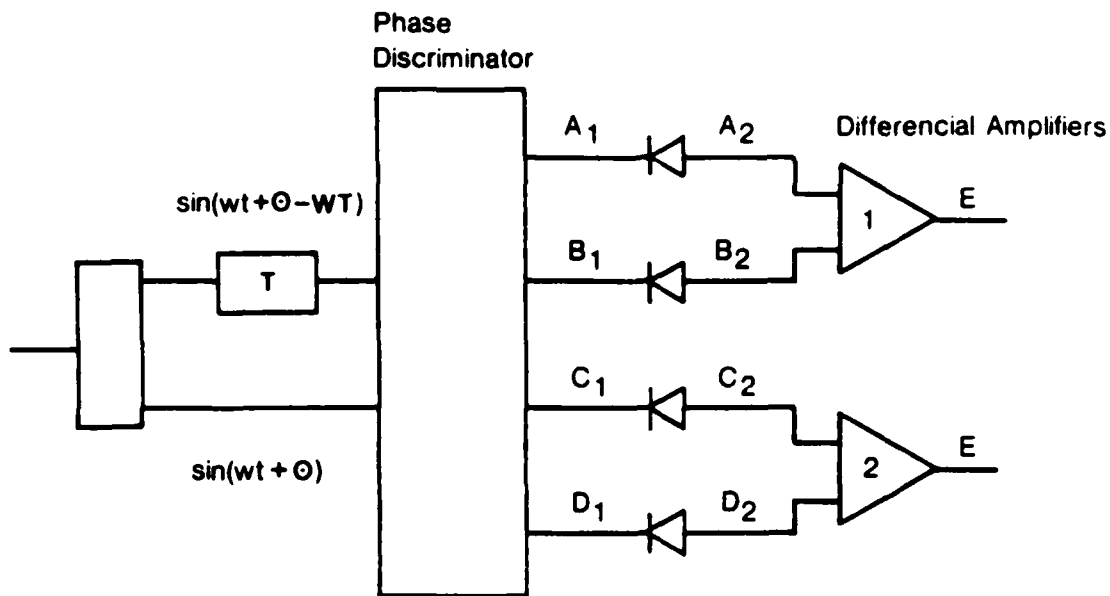 Phase
Discriminator
A1
A2
Differencial Amplifiers
sin(wt+Θ-WT)
1
E
T
B1
B2
C1
C2
sin(wt+Θ)
2
E
D1
D2